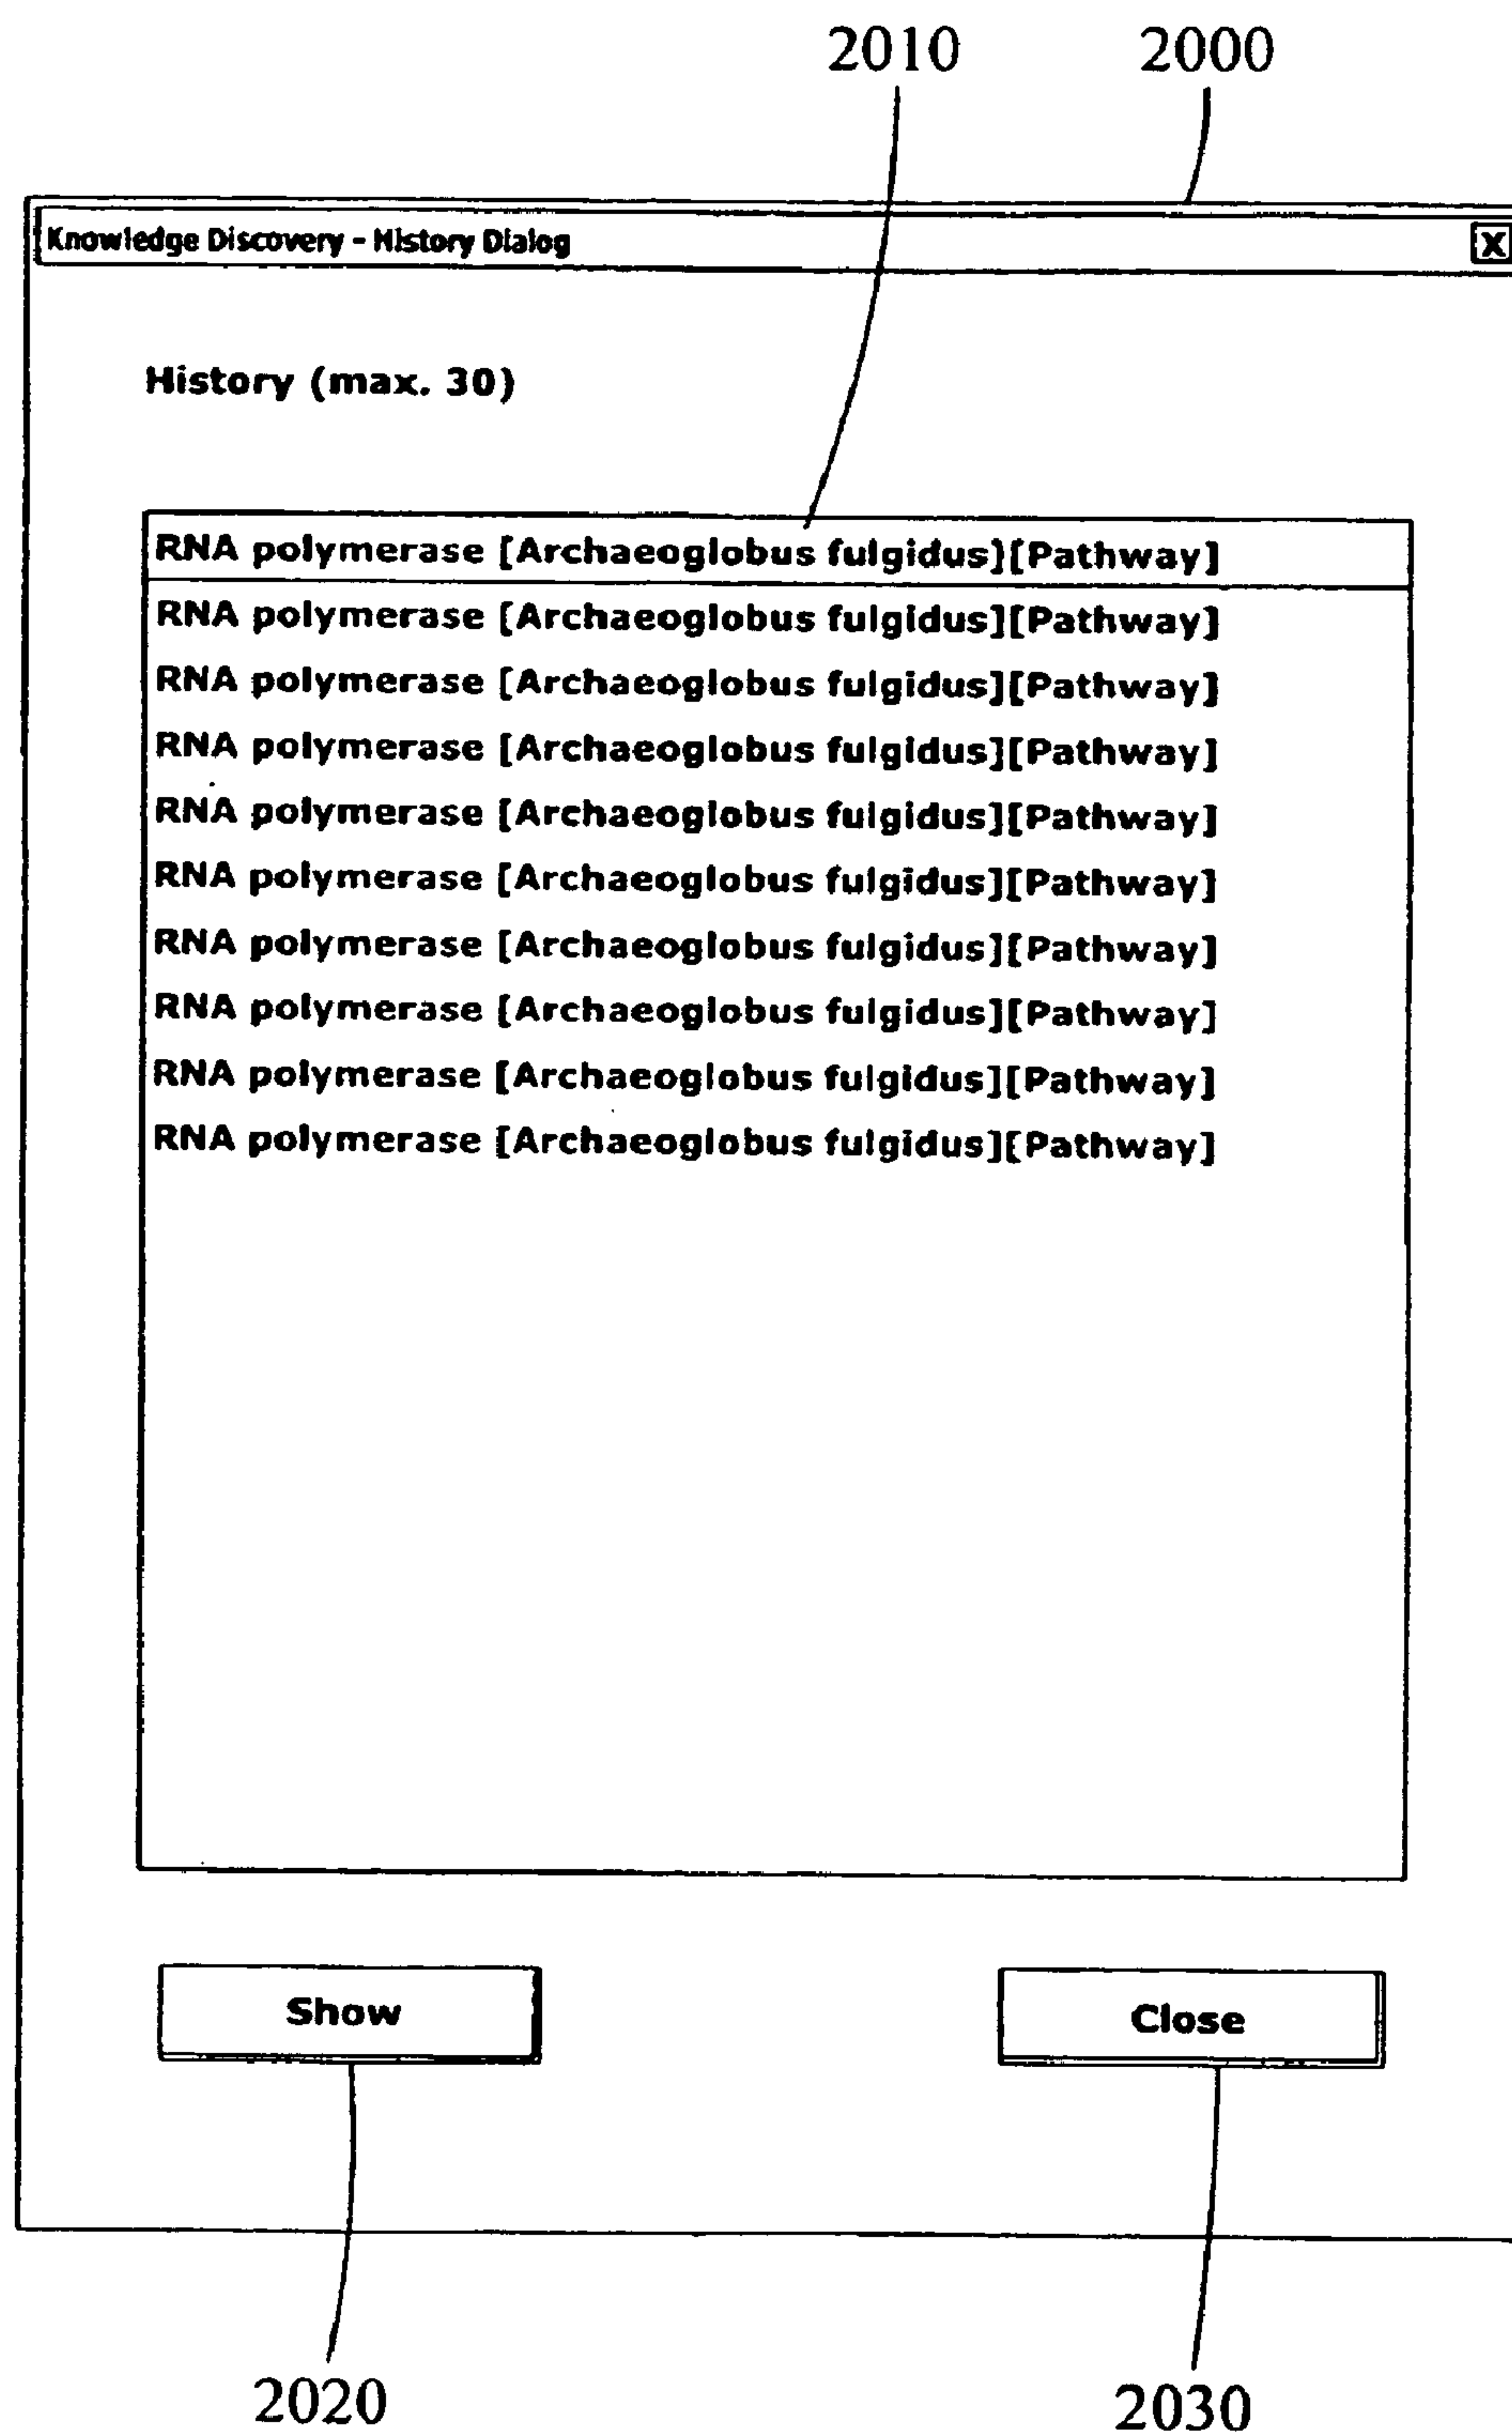 2010 2000
Knowledge Discovery - History Dialog X
History (max. 30)
RNA polymerase [Archaeoglobus fulgidus][Pathway]
RNA polymerase [Archaeoglobus fulgidus][Pathway]
RNA polymerase [Archaeoglobus fulgidus][Pathway]
RNA polymerase [Archaeoglobus fulgidus][Pathway]
RNA polymerase [Archaeoglobus fulgidus][Pathway]
RNA polymerase [Archaeoglobus fulgidus][Pathway]
RNA polymerase [Archaeoglobus fulgidus][Pathway]
RNA polymerase [Archaeoglobus fulgidus][Pathway]
RNA polymerase [Archaeoglobus fulgidus][Pathway]
RNA polymerase [Archaeoglobus fulgidus][Pathway]
Show Close
2020 2030